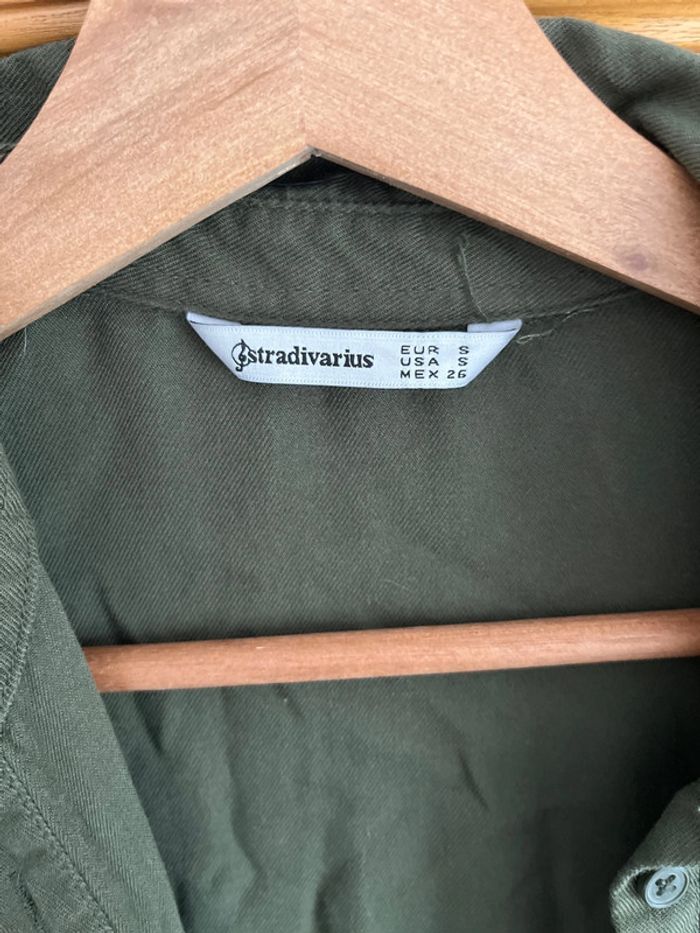 stradivarius
EUR S
USA S
MEX 26